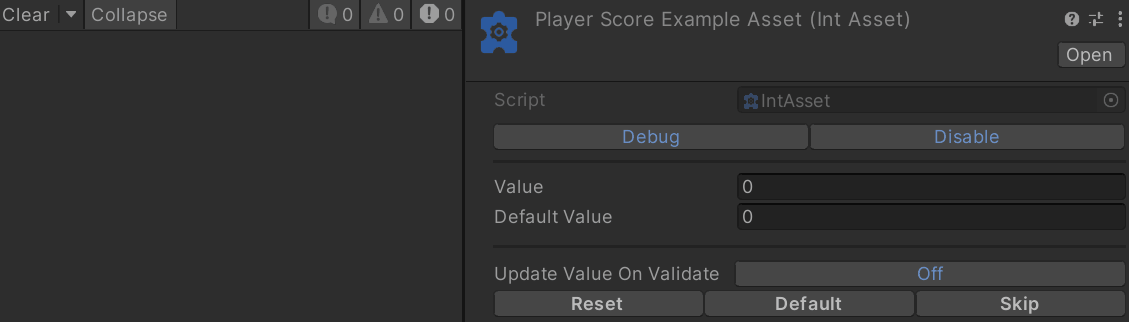 Clear Collapse 0 0 0
Player Score Example Asset (Int Asset)
Open
Script IntAsset
Debug Disable
Value 0
Default Value 0
Update Value On Validate Off
Reset Default Skip